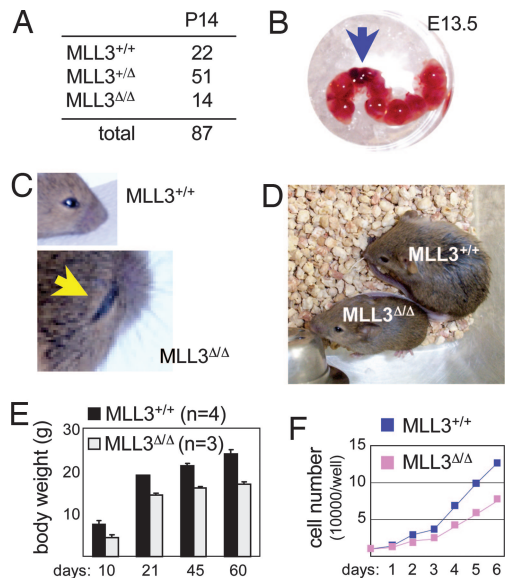 A
P14
MLL3+/+ 22
MLL3+/Δ 51
MLL3Δ/Δ 14
total 87
B
E13.5
C
MLL3+/+
MLL3Δ/Δ
D
MLL3+/+
MLL3Δ/Δ
E
MLL3+/+ (n=4)
MLL3Δ/Δ (n=3)
body weight (g)
30
20
10
days: 10 21 45 60
F
MLL3+/+
MLL3Δ/Δ
cell number
(10000/well)
15
10
5
days: 1 2 3 4 5 6